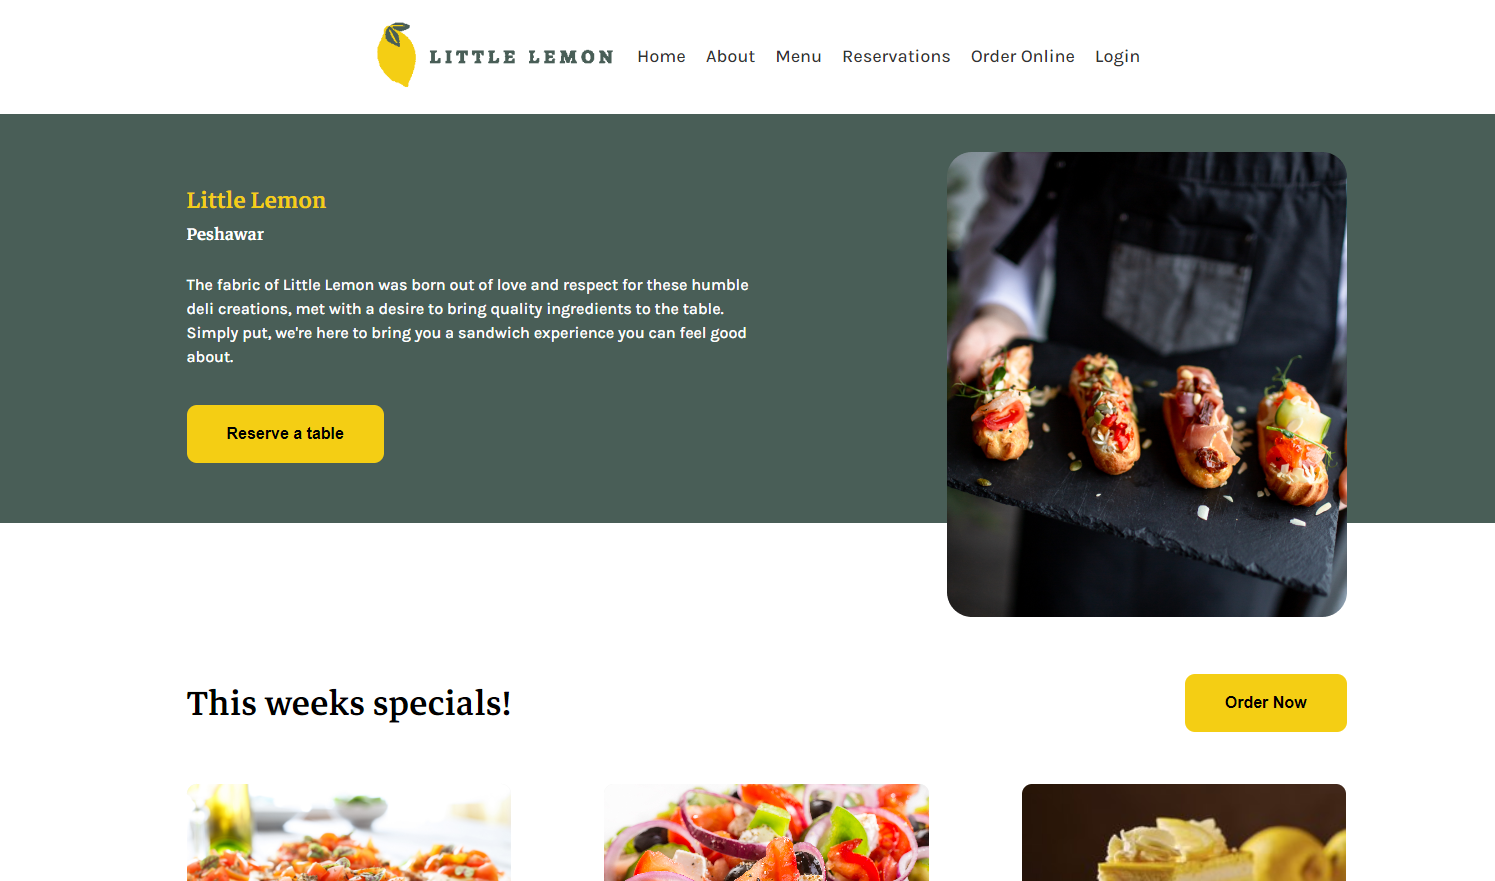 LITTLE LEMON Home About Menu Reservations Order Online Login
Little Lemon
Peshawar
The fabric of Little Lemon was born out of love and respect for these humble
deli creations, met with a desire to bring quality ingredients to the table.
Simply put, we're here to bring you a sandwich experience you can feel good
about.
Reserve a table
This weeks specials!
Order Now